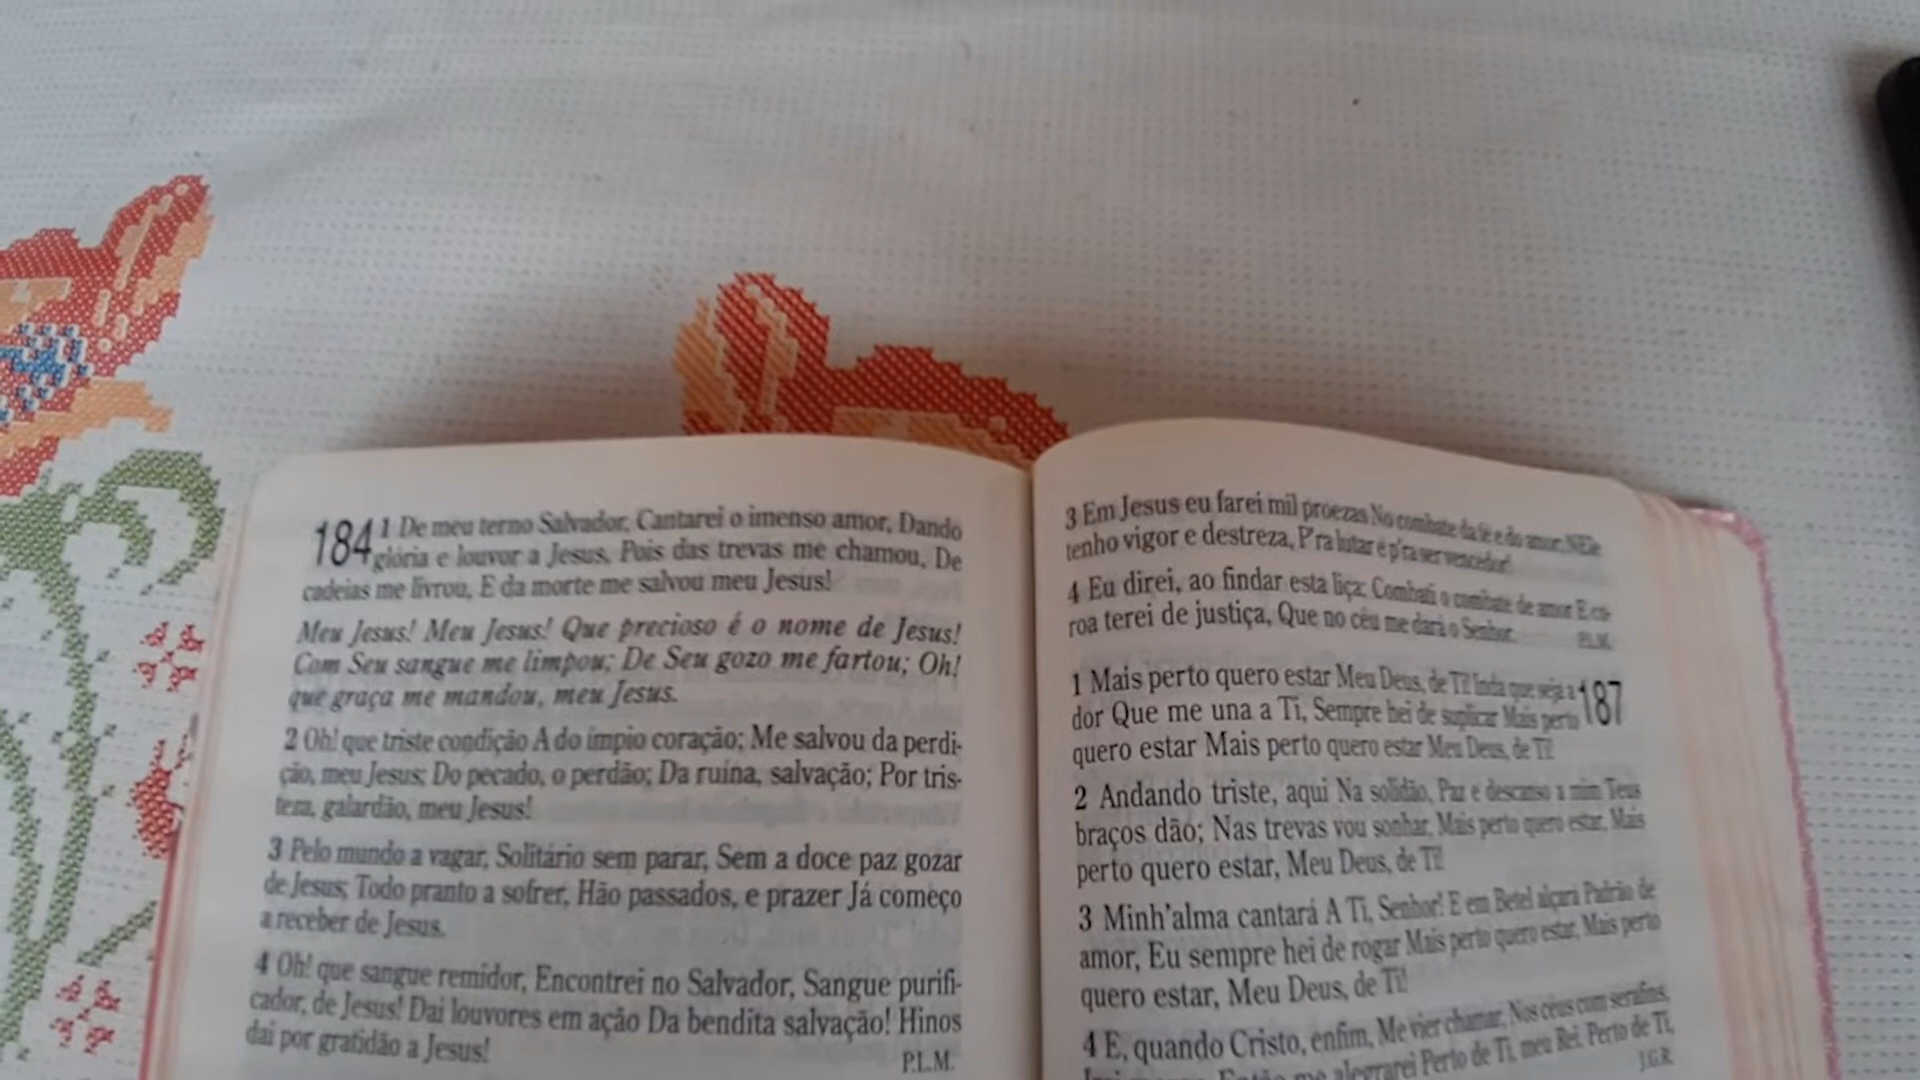 184 1 De meu terno Salvador, Cantarei o imenso amor, Dando
glória e louvor a Jesus, Pois das trevas me chamou, De
cadeias me livrou, E da morte me salvou meu Jesus!
Meu Jesus! Meu Jesus! Que precioso é o nome de Jesus!
Com Seu sangue me limpou; De Seu gozo me fartou; Oh!
que graça me mandou, meu Jesus.
2 Oh! que triste condição A do ímpio coração; Me salvou da perdi-
ção, meu Jesus; Do pecado, o perdão; Da ruína, salvação; Por tris-
teza, galardão, meu Jesus!
3 Pelo mundo a vagar, Solitário sem parar, Sem a doce paz gozar
de Jesus; Todo pranto a sofrer, Hão passados, e prazer Já começo
a receber de Jesus.
4 Oh! que sangue remidor, Encontrei no Salvador, Sangue purifi-
cador, de Jesus! Dai louvores em ação Da bendita salvação! Hinos
dai por gratidão a Jesus!
P.L.M.
3 Em Jesus eu farei mil proezas No combate da fé e do amor; N'Ele
tenho vigor e destreza, P'ra lutar e p'ra ser vencedor!
4 Eu direi, ao findar esta liça: Combati o combate de amor E co-
roa terei de justiça, Que no céu me dará o Senhor.
P.L.M.
1 Mais perto quero estar Meu Deus, de Ti! Inda que seja a 187
dor Que me una a Ti, Sempre hei de suplicar Mais perto
quero estar Mais perto quero estar Meu Deus, de Ti!
2 Andando triste, aqui Na solidão, Paz e descanso a mim Teus
braços dão; Nas trevas vou sonhar, Mais perto quero estar, Mais
perto quero estar, Meu Deus, de Ti!
3 Minh'alma cantará A Ti, Senhor! E em Betel alçará Padrão de
amor, Eu sempre hei de rogar Mais perto quero estar, Mais perto
quero estar, Meu Deus, de Ti!
4 E, quando Cristo, enfim, Me vier chamar, Nos céus com serafins,
me alegrarei Perto de Ti, meu Rei, Perto de Ti,
J.G.R.